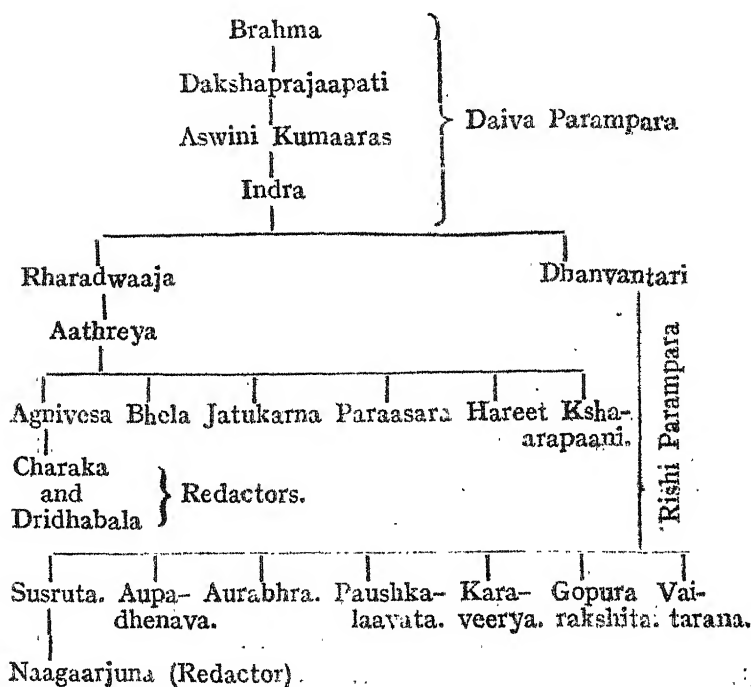 Brahma
Dakshaprajaapati
Aswini Kumaaras
Daiva Parampara
Indra
Rharadwaaja Dhanvantari
Aathreya
Rishi Parampara
Agnivesa Bhela Jatukarna Paraasara Hareet Ksha-
arapaani.
Charaka
and
Dridhabala
} Redactors.
Susruta. Aupa- Aurabhra. Paushka- Kara- Gopura Vai-
dhenava. laavata. veerya. rakshita. tarana.
Naagaarjuna (Redactor).